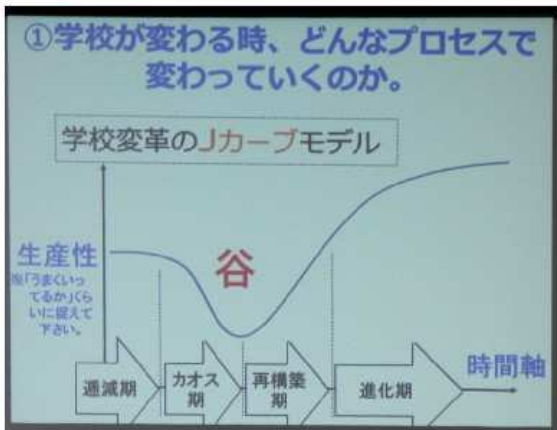 ①学校が変わる時、どんなプロセスで
変わっていくのか。
学校変革のJカーブモデル
生産性
※「うまくいっ
てるか」くら
いに捉えて
下さい。
谷
逓減期
カオス
期
再構築
期
進化期
時間軸